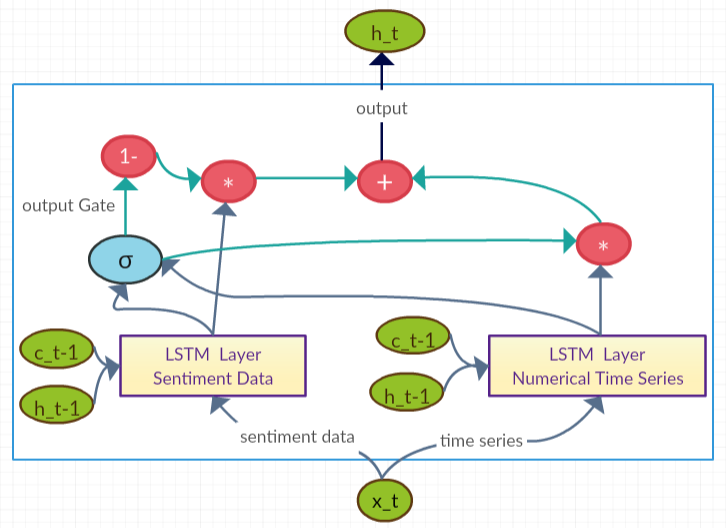 h_t
output
1-
*
+
output Gate
σ
*
c_t-1
LSTM Layer
Sentiment Data
h_t-1
c_t-1
LSTM Layer
Numerical Time Series
h_t-1
sentiment data
time series
x_t